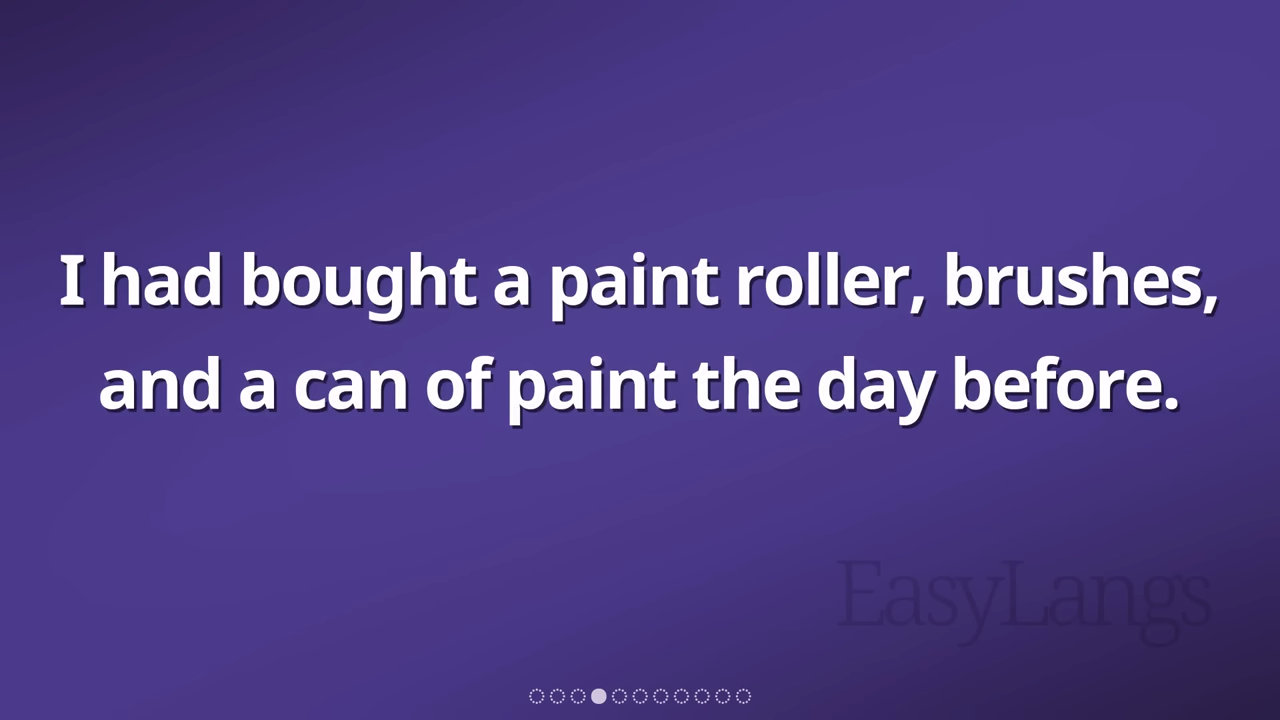 I had bought a paint roller, brushes,
and a can of paint the day before.
EasyLangs